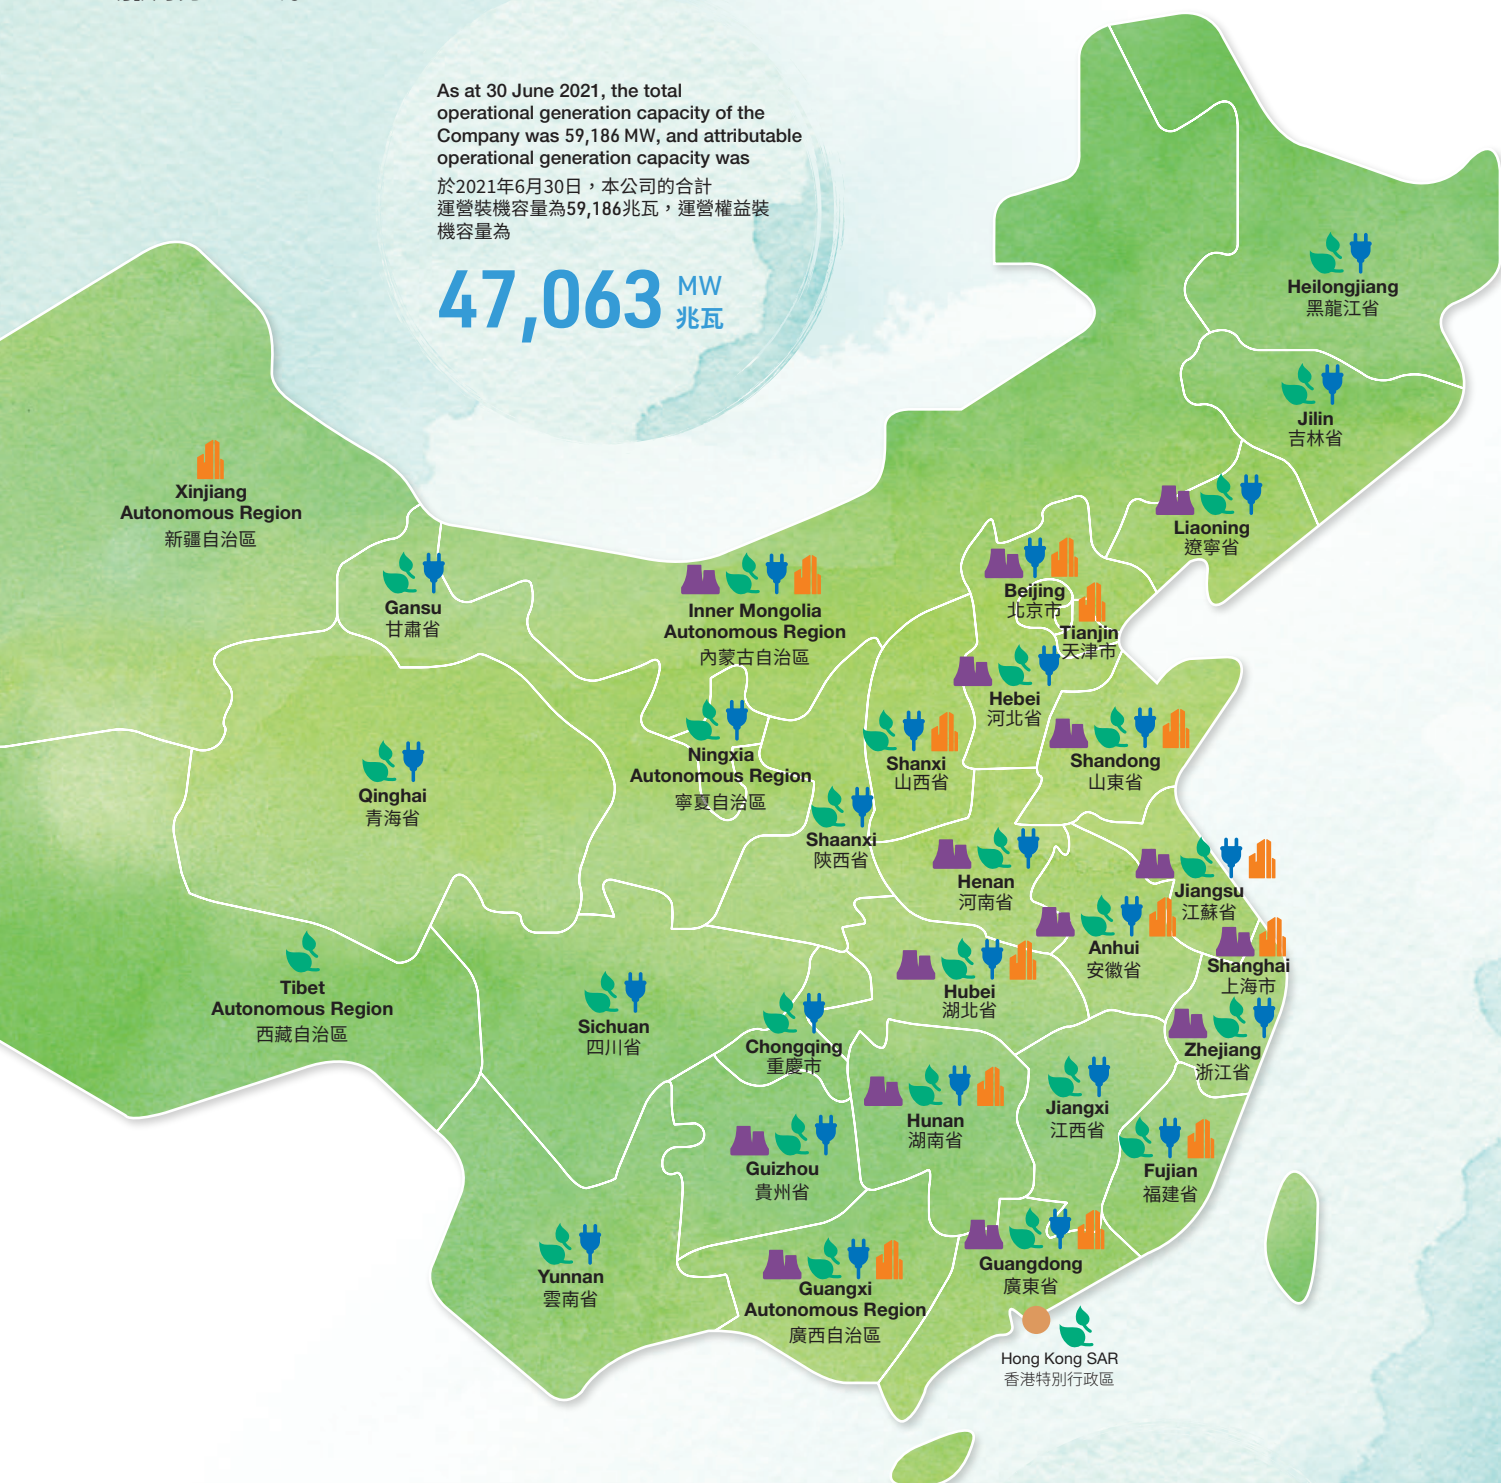 As at 30 June 2021, the total
operational generation capacity of the
Company was 59,186 MW, and attributable
operational generation capacity was
於2021年6月30日，本公司的合計
運營裝機容量為59,186兆瓦，運營權益裝
機容量為
47,063 MW
兆瓦
Heilongjiang
黑龍江省
Jilin
吉林省
Liaoning
遼寧省
Xinjiang
Autonomous Region
新疆自治區
Gansu
甘肅省
Inner Mongolia
Autonomous Region
內蒙古自治區
Beijing
北京市
Tianjin
天津市
Hebei
河北省
Ningxia
Autonomous Region
寧夏自治區
Shanxi
山西省
Shandong
山東省
Qinghai
青海省
Shaanxi
陝西省
Henan
河南省
Jiangsu
江蘇省
Anhui
安徽省
Shanghai
上海市
Tibet
Autonomous Region
西藏自治區
Hubei
湖北省
Sichuan
四川省
Chongqing
重慶市
Zhejiang
浙江省
Hunan
湖南省
Jiangxi
江西省
Guizhou
貴州省
Fujian
福建省
Yunnan
雲南省
Guangxi
Autonomous Region
廣西自治區
Guangdong
廣東省
Hong Kong SAR
香港特別行政區